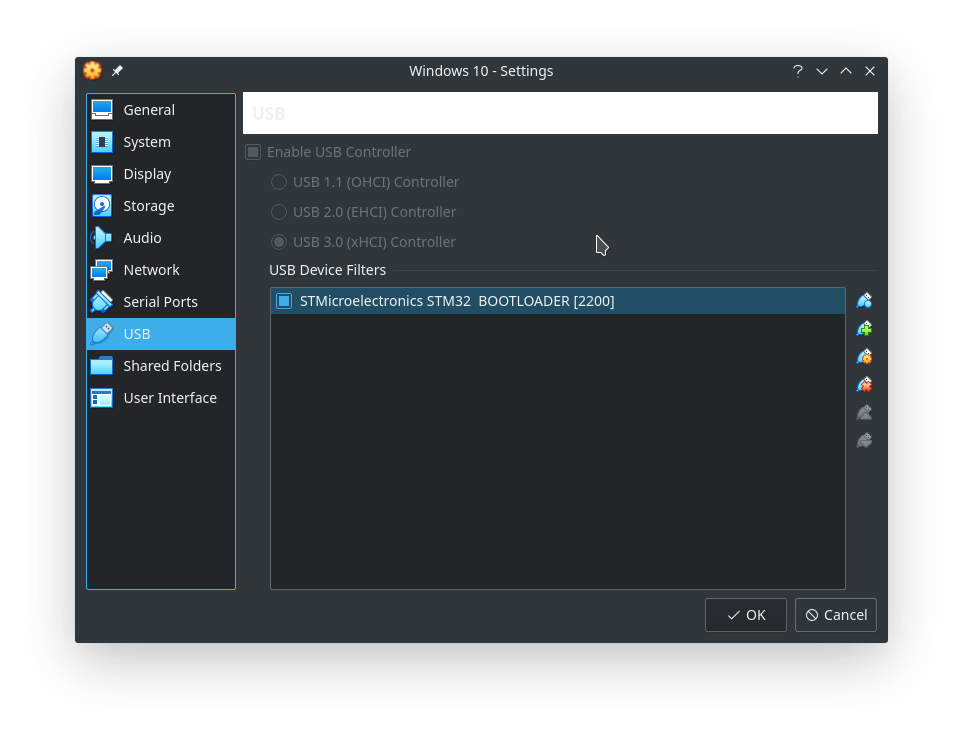 Windows 10 - Settings
General
System
Display
Storage
Audio
Network
Serial Ports
USB
Shared Folders
User Interface
USB
Enable USB Controller
USB 1.1 (OHCI) Controller
USB 2.0 (EHCI) Controller
USB 3.0 (xHCI) Controller
USB Device Filters
STMicroelectronics STM32  BOOTLOADER [2200]
OK
Cancel